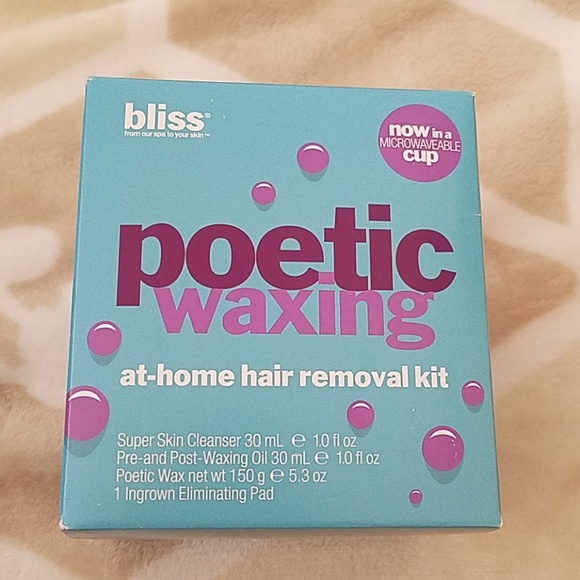 bliss®
from our spa to your skin™
now in a
MICROWAVEABLE
cup
poetic
waxing
at-home hair removal kit
Super Skin Cleanser 30 mL ℮ 1.0 fl oz
Pre-and Post-Waxing Oil 30 mL ℮ 1.0 fl oz
Poetic Wax net wt 150 g ℮ 5.3 oz
1 Ingrown Eliminating Pad